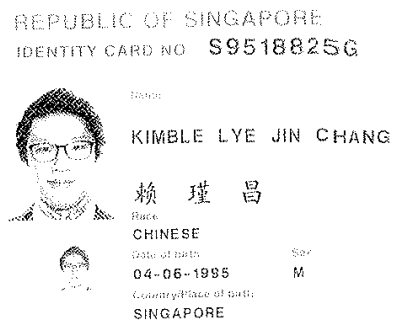 REPUBLIC OF SINGAPORE
IDENTITY CARD NO S9518825G
Name
KIMBLE LYE JIN CHANG
赖 瑾 昌
Race
CHINESE
Date of birth Sex
04-06-1995 M
Country/Place of birth
SINGAPORE